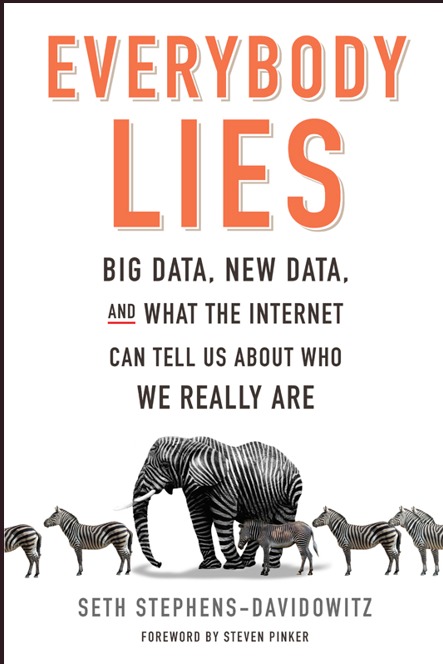 EVERYBODY
LIES
BIG DATA, NEW DATA,
AND WHAT THE INTERNET
CAN TELL US ABOUT WHO
WE REALLY ARE
SETH STEPHENS-DAVIDOWITZ
FOREWORD BY STEVEN PINKER